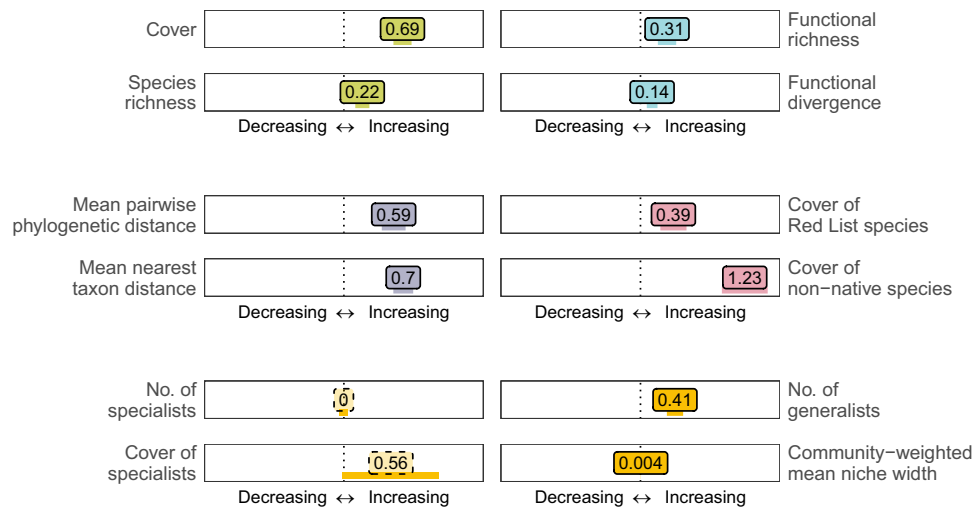 Cover
0.69
0.31
Functional
richness
Species
richness
0.22
0.14
Functional
divergence
Decreasing ↔ Increasing
Decreasing ↔ Increasing
Mean pairwise
phylogenetic distance
0.59
0.39
Cover of
Red List species
Mean nearest
taxon distance
0.7
1.23
Cover of
non−native species
Decreasing ↔ Increasing
Decreasing ↔ Increasing
No. of
specialists
0
0.41
No. of
generalists
Cover of
specialists
0.56
0.004
Community−weighted
mean niche width
Decreasing ↔ Increasing
Decreasing ↔ Increasing